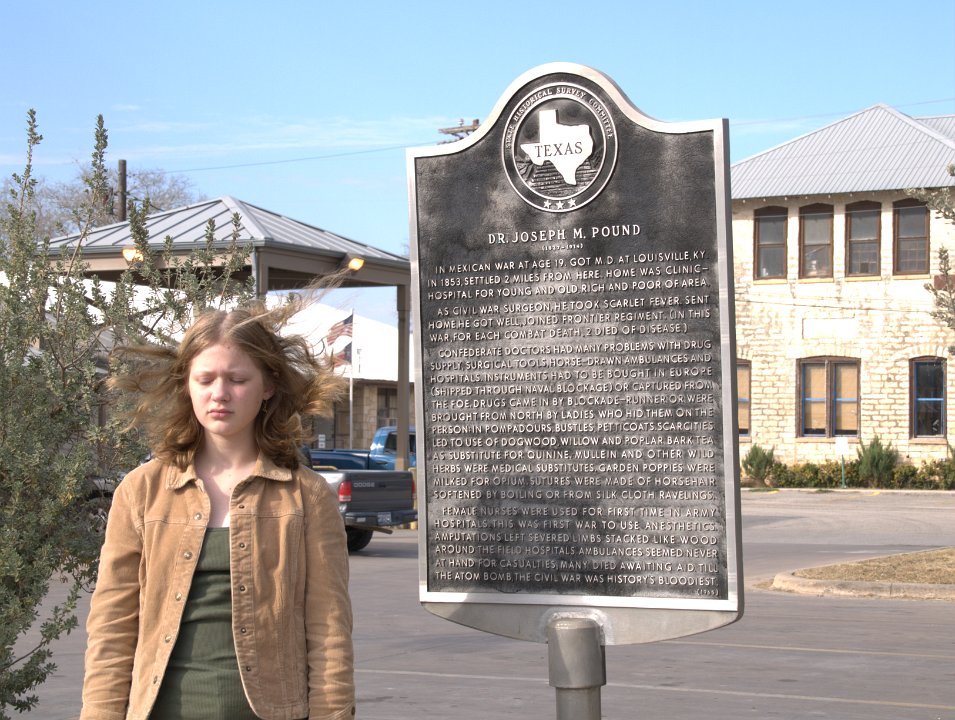 STATE HISTORICAL SURVEY COMMITTEE
TEXAS
DR. JOSEPH M. POUND
IN MEXICAN WAR AT AGE 19. GOT M.D. AT LOUISVILLE, KY.
IN 1853, SETTLED 2 MILES FROM HERE. HOME WAS CLINIC-
HOSPITAL FOR YOUNG AND OLD, RICH AND POOR OF AREA.
AS CIVIL WAR SURGEON, HE TOOK SCARLET FEVER. SENT
HOME, HE GOT WELL, JOINED FRONTIER REGIMENT. (IN THIS
WAR, FOR EACH COMBAT DEATH, 2 DIED OF DISEASE.)
CONFEDERATE DOCTORS HAD MANY PROBLEMS WITH DRUG
SUPPLY, SURGICAL TOOLS, HORSE-DRAWN AMBULANCES AND
HOSPITALS. INSTRUMENTS HAD TO BE BOUGHT IN EUROPE
(SHIPPED THROUGH NAVAL BLOCKAGE) OR CAPTURED FROM
THE FOE. DRUGS CAME IN BY BLOCKADE-RUNNER, OR WERE
BROUGHT FROM NORTH BY LADIES WHO HID THEM ON THE
PERSON IN POMPADOURS, BUSTLES, PETTICOATS. SCARCITIES
LED TO USE OF DOGWOOD, WILLOW AND POPLAR BARK TEA
AS SUBSTITUTE FOR QUININE. MULLEIN AND OTHER WILD
HERBS WERE MEDICAL SUBSTITUTES. GARDEN POPPIES WERE
MILKED FOR OPIUM. SUTURES WERE MADE OF HORSEHAIR
SOFTENED BY BOILING OR FROM SILK CLOTH RAVELINGS.
FEMALE NURSES WERE USED FOR FIRST TIME IN ARMY
HOSPITALS. THIS WAS FIRST WAR TO USE ANESTHETICS.
AMPUTATIONS LEFT SEVERED LIMBS STACKED LIKE WOOD
AROUND THE FIELD HOSPITALS. AMBULANCES SEEMED NEVER
AT HAND FOR CASUALTIES; MANY DIED AWAITING AID. TILL
THE ATOM BOMB, THE CIVIL WAR WAS HISTORY'S BLOODIEST.
(1965)
DODGE